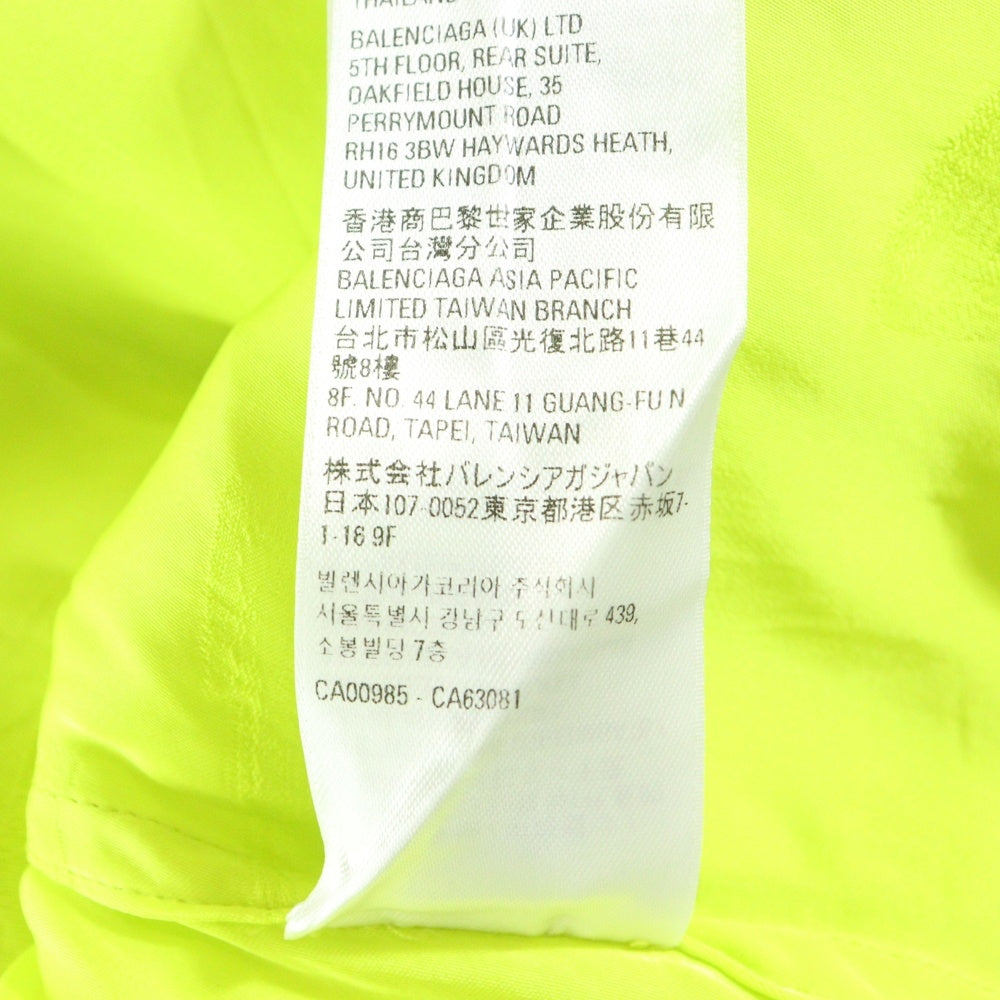 THAILAND
BALENCIAGA (UK) LTD
5TH FLOOR, REAR SUITE,
OAKFIELD HOUSE, 35
PERRYMOUNT ROAD
RH16 3BW HAYWARDS HEATH,
UNITED KINGDOM
香港商巴黎世家企業股份有限
公司台灣分公司
BALENCIAGA ASIA PACIFIC
LIMITED TAIWAN BRANCH
台北市松山區光復北路11巷44
號8樓
8F. NO. 44 LANE 11 GUANG-FU N
ROAD, TAPEI, TAIWAN
株式会社バレンシアガジャパン
日本107-0052東京都港区赤坂7-
1-16 9F
발렌시아가코리아 주식회사
서울특별시 강남구 도산대로 439,
소봉빌딩 7층
CA00985 - CA63081